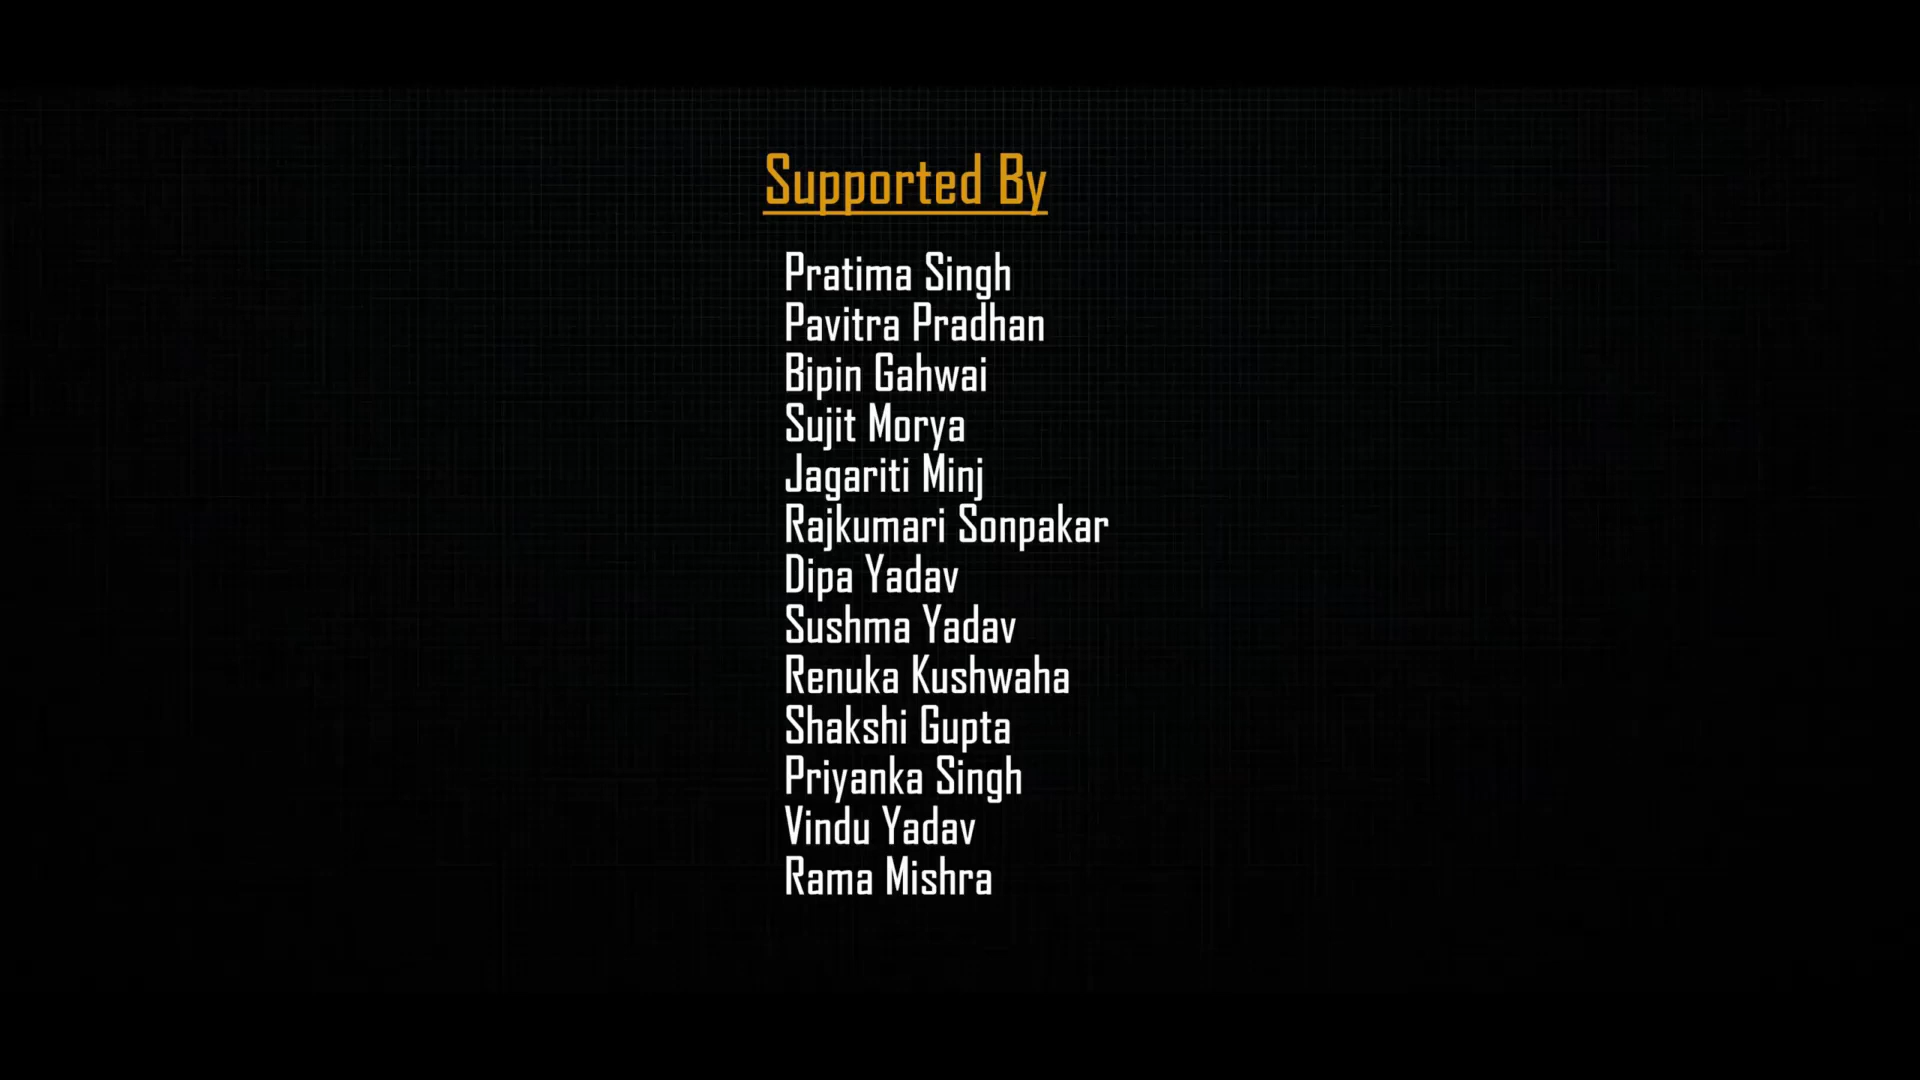 Supported By
Pratima Singh
Pavitra Pradhan
Bipin Gahwai
Sujit Morya
Jagariti Minj
Rajkumari Sonpakar
Dipa Yadav
Sushma Yadav
Renuka Kushwaha
Shakshi Gupta
Priyanka Singh
Vindu Yadav
Rama Mishra